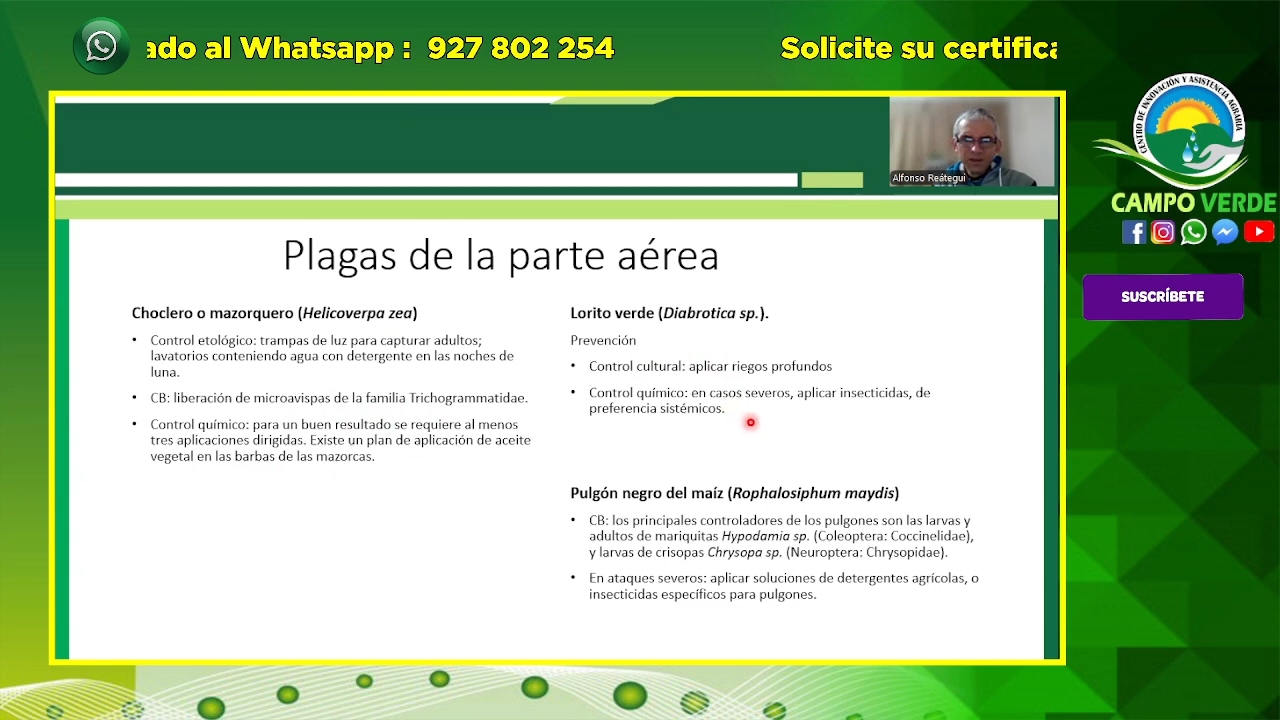 ado al Whatsapp : 927 802 254
Solicite su certifica
Alfonso Reátegui
CENTRO DE INNOVACIÓN Y ASISTENCIA AGRARIA
CAMPO VERDE
SUSCRÍBETE
Plagas de la parte aérea
Choclero o mazorquero (Helicoverpa zea)
• Control etológico: trampas de luz para capturar adultos;
lavatorios conteniendo agua con detergente en las noches de
luna.
• CB: liberación de microavispas de la familia Trichogrammatidae.
• Control químico: para un buen resultado se requiere al menos
tres aplicaciones dirigidas. Existe un plan de aplicación de aceite
vegetal en las barbas de las mazorcas.
Lorito verde (Diabrotica sp.).
Prevención
• Control cultural: aplicar riegos profundos
• Control químico: en casos severos, aplicar insecticidas, de
preferencia sistémicos.
Pulgón negro del maíz (Rophalosiphum maydis)
• CB: los principales controladores de los pulgones son las larvas y
adultos de mariquitas Hypodamia sp. (Coleoptera: Coccinelidae),
y larvas de crisopas Chrysopa sp. (Neuroptera: Chrysopidae).
• En ataques severos: aplicar soluciones de detergentes agrícolas, o
insecticidas específicos para pulgones.